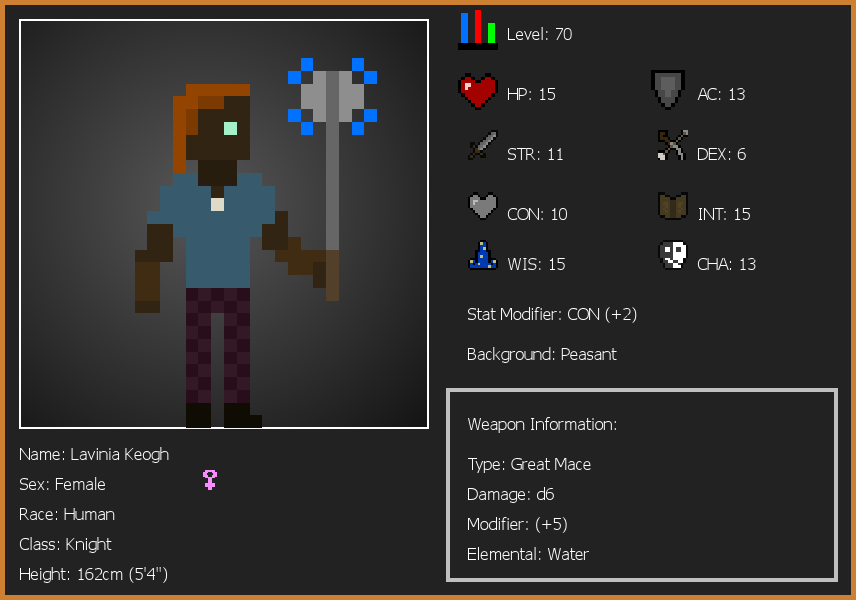 Level: 70
HP: 15
AC: 13
STR: 11
DEX: 6
CON: 10
INT: 15
WIS: 15
CHA: 13
Stat Modifier: CON (+2)
Background: Peasant
Weapon Information:
Type: Great Mace
Damage: d6
Modifier: (+5)
Elemental: Water
Name: Lavinia Keogh
Sex: Female
Race: Human
Class: Knight
Height: 162cm (5'4")